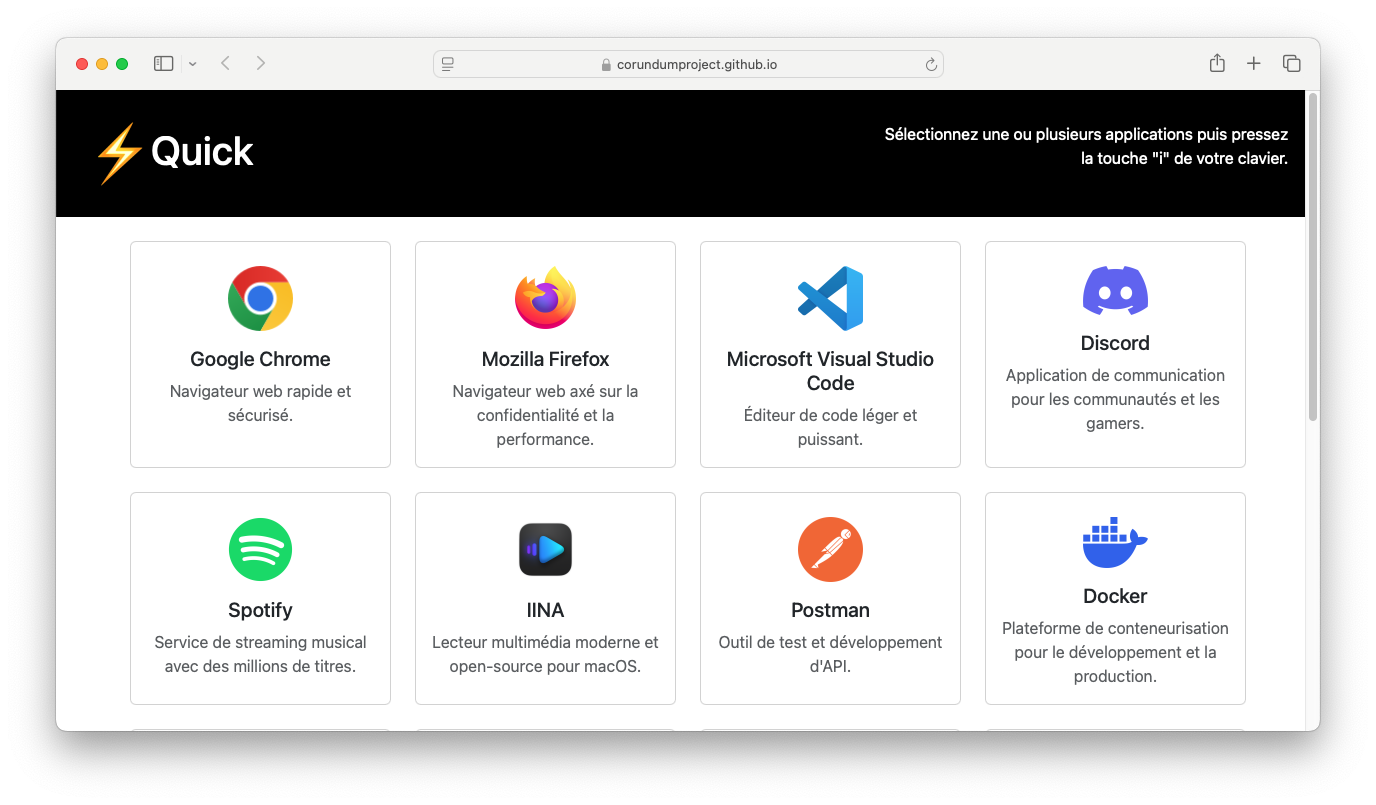 corundumproject.github.io
Quick
Sélectionnez une ou plusieurs applications puis pressez
la touche "i" de votre clavier.
Google Chrome
Navigateur web rapide et
sécurisé.
Mozilla Firefox
Navigateur web axé sur la
confidentialité et la
performance.
Microsoft Visual Studio
Code
Éditeur de code léger et
puissant.
Discord
Application de communication
pour les communautés et les
gamers.
Spotify
Service de streaming musical
avec des millions de titres.
IINA
Lecteur multimédia moderne et
open-source pour macOS.
Postman
Outil de test et développement
d'API.
Docker
Plateforme de conteneurisation
pour le développement et la
production.